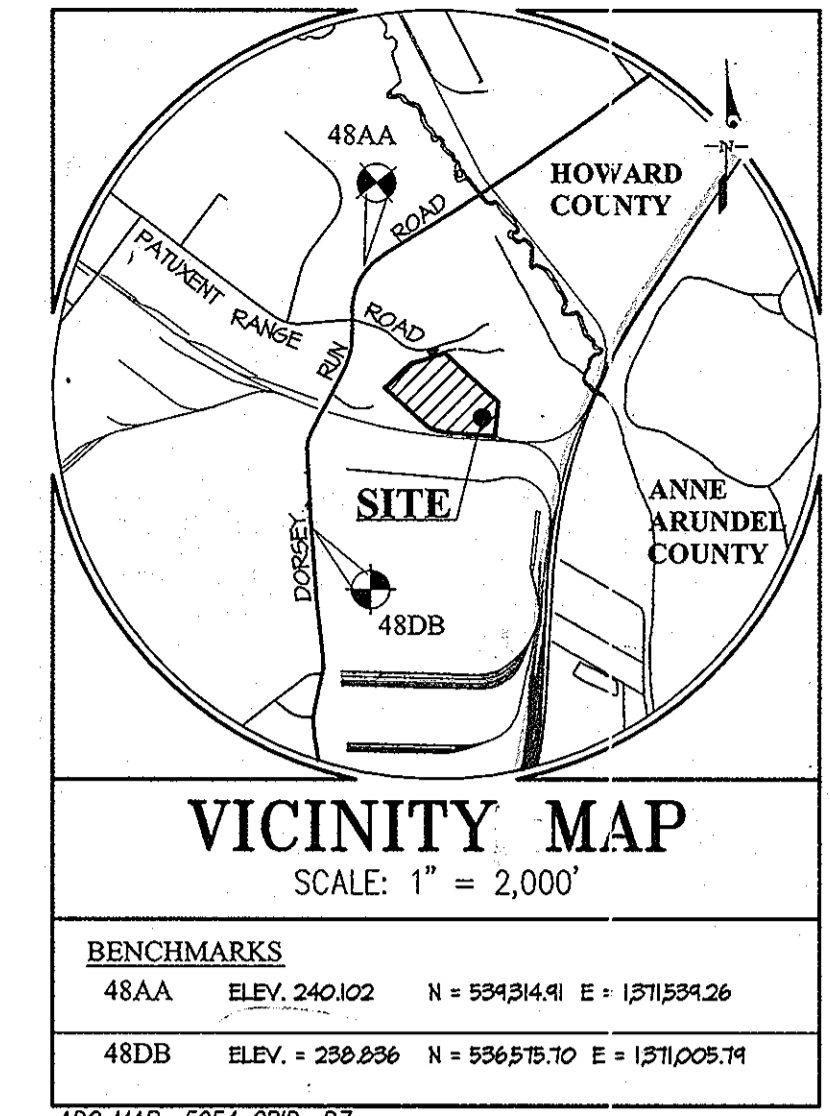 48AA
HOWARD
COUNTY
N
ROAD
PATUXENT RANGE ROAD
RUN
SITE
ANNE
ARUNDEL
COUNTY
DORSEY
48DB
VICINITY MAP
SCALE: 1" = 2,000'
BENCHMARKS
48AA ELEV. 240.102 N = 539,314.91 E = 1,371,539.26
48DB ELEV. = 238.836 N = 536,575.70 E = 1,371,005.79